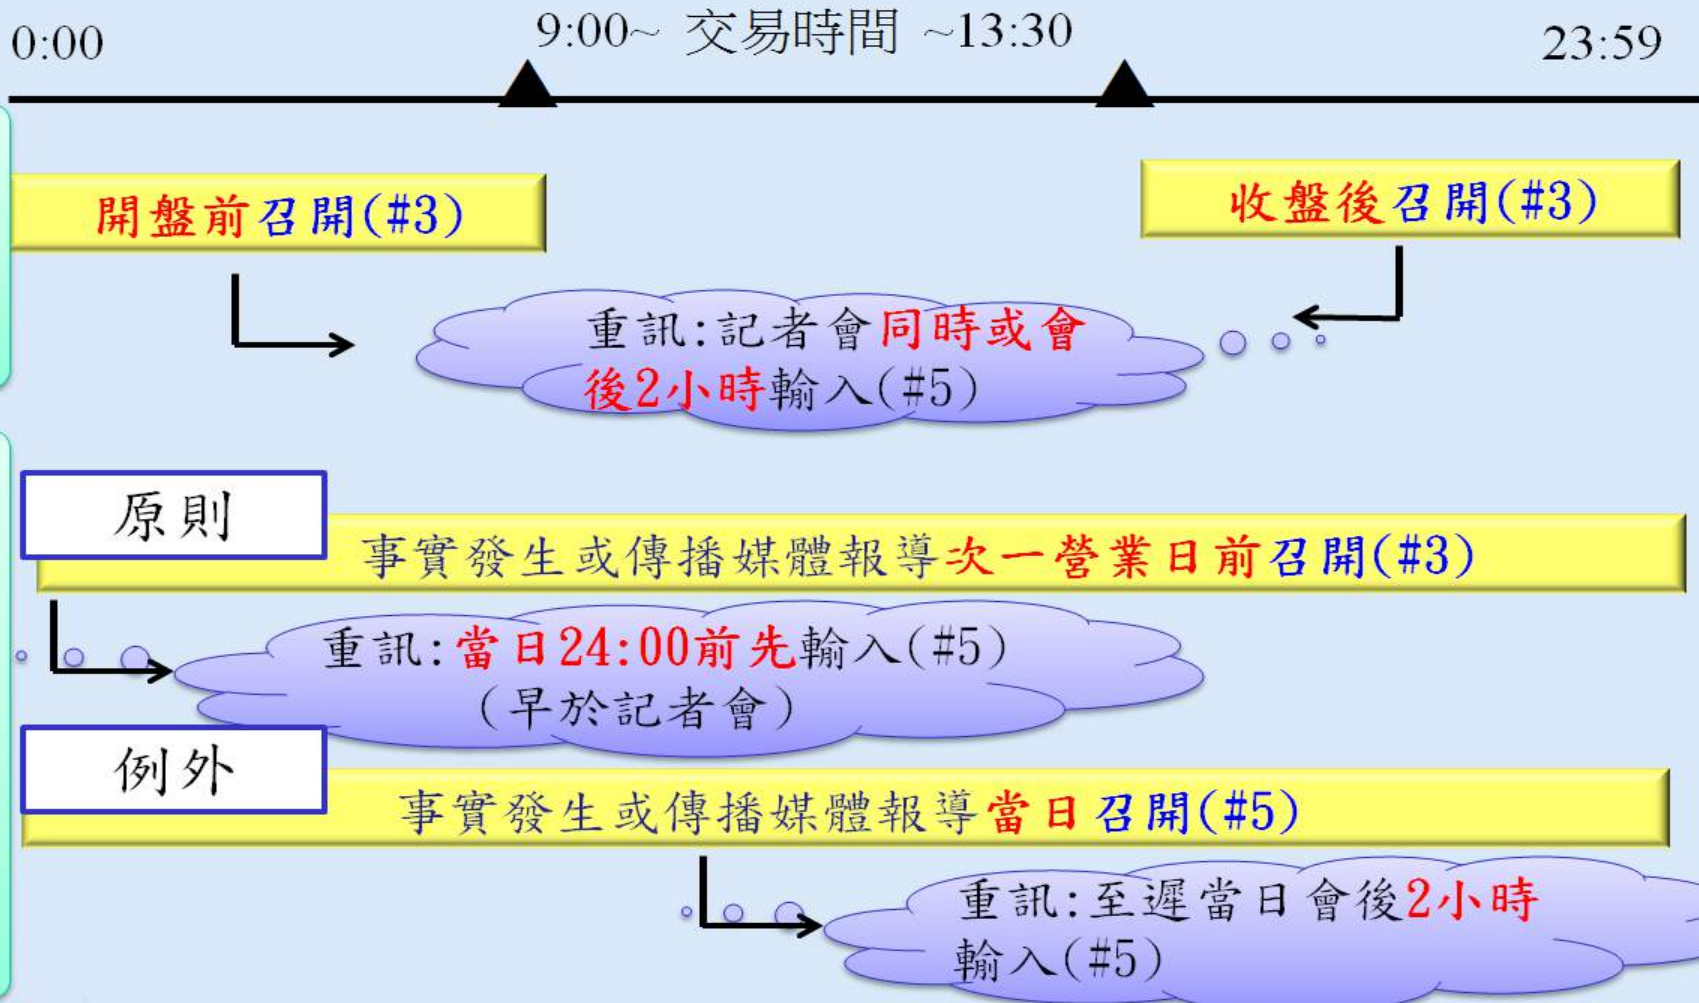 0:00
9:00~ 交易時間 ~13:30
23:59
開盤前召開(#3)
收盤後召開(#3)
重訊:記者會同時或會
後2小時輸入(#5)
原則
事實發生或傳播媒體報導次一營業日前召開(#3)
重訊:當日24:00前先輸入(#5)
(早於記者會)
例外
事實發生或傳播媒體報導當日召開(#5)
重訊:至遲當日會後2小時
輸入(#5)